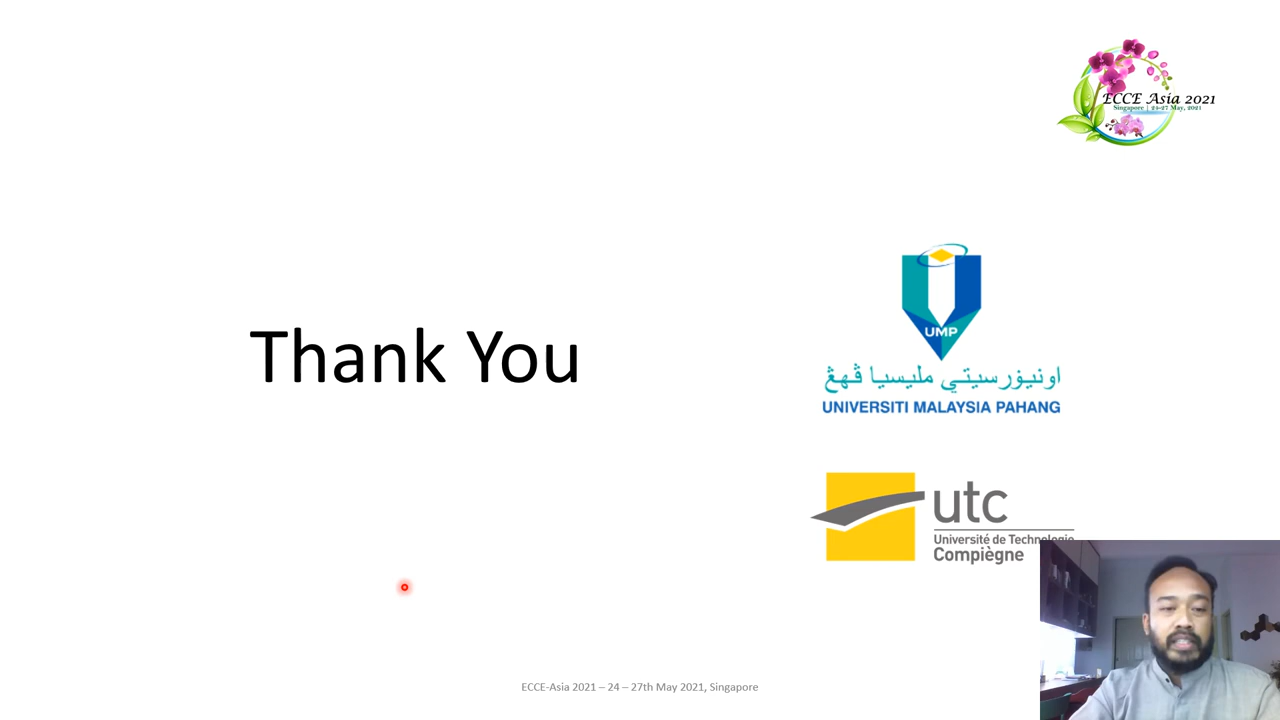 ECCE Asia 2021
Singapore | 24-27 May, 2021
Thank You
UMP
اونيۏرسيتي مليسيا ڤهڠ
UNIVERSITI MALAYSIA PAHANG
utc
Université de Technologie
Compiègne
ECCE-Asia 2021 – 24 – 27th May 2021, Singapore